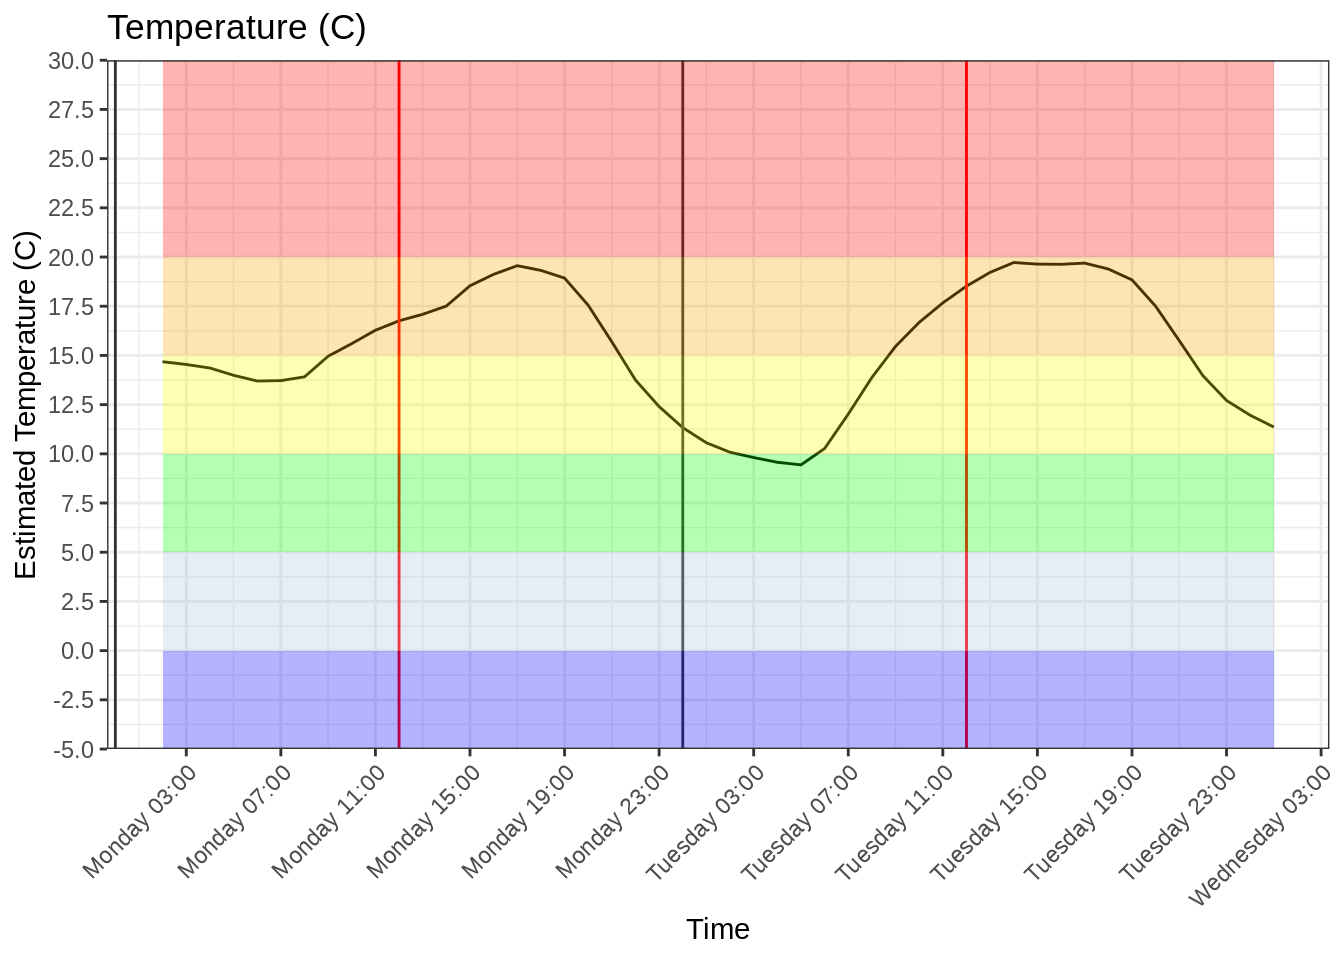 Temperature (C)
Estimated Temperature (C)
30.0
27.5
25.0
22.5
20.0
17.5
15.0
12.5
10.0
7.5
5.0
2.5
0.0
-2.5
-5.0
Monday 03:00
Monday 07:00
Monday 11:00
Monday 15:00
Monday 19:00
Monday 23:00
Tuesday 03:00
Tuesday 07:00
Tuesday 11:00
Tuesday 15:00
Tuesday 19:00
Tuesday 23:00
Wednesday 03:00
Time